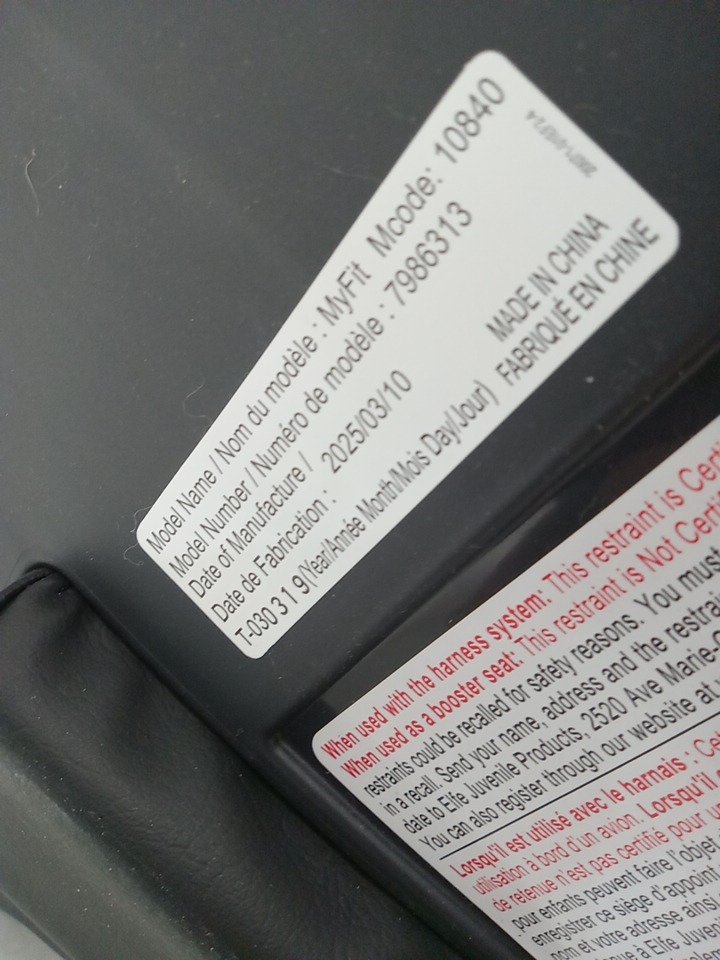 Model Name / Nom du modèle : MyFit Mcode: 10840
Model Number / Numéro de modèle : 7986313
Date of Manufacture /
Date de Fabrication : 2025/03/10
T-030 31 9 (Year/Année Month/Mois Day/Jour)
MADE IN CHINA
FABRIQUÉ EN CHINE
When used with the harness system: This restraint is Certi
When used as a booster seat: This restraint is Not Certi
restraints could be recalled for safety reasons. You must
in a recall. Send your name, address and the restrai
date to Elfe Juvenile Products, 2520 Ave Marie-C
You can also register through our website at
Lorsqu'il est utilisé avec le harnais : Cet
utilisation à bord d'un avion. Lorsqu'il
de retenue n'est pas certifié pour u
pour enfants peuvent faire l'objet
enregistrer ce siège d'appoint
nom et votre adresse ainsi
à Elfe Juven